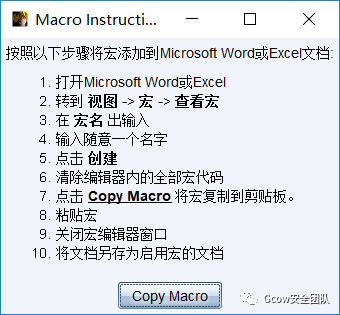 Macro Instructi...
按照以下步骤将宏添加到Microsoft Word或Excel文档:
1. 打开Microsoft Word或Excel
2. 转到 视图 -> 宏 -> 查看宏
3. 在 宏名 出输入
4. 输入随意一个名字
5. 点击 创建
6. 清除编辑器内的全部宏代码
7. 点击 Copy Macro 将宏复制到剪贴板。
8. 粘贴宏
9. 关闭宏编辑器窗口
10. 将文档另存为启用宏的文档
Copy Macro
Gcow安全团队